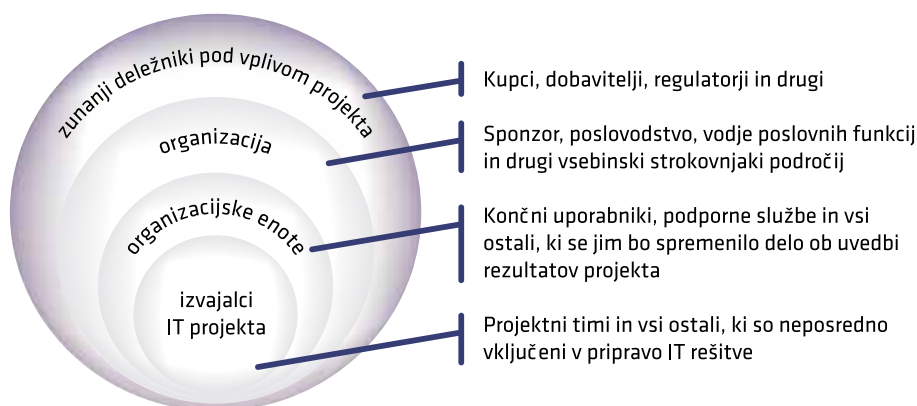 zunanji deležniki pod vplivom projekta
Kupci, dobavitelji, regulatorji in drugi
organizacija
Sponzor, poslovodstvo, vodje poslovnih funkcij
in drugi vsebinski strokovnjaki področij
organizacijske enote
Končni uporabniki, podporne službe in vsi
ostali, ki se jim bo spremenilo delo ob uvedbi
rezultatov projekta
izvajalci
IT projekta
Projektni timi in vsi ostali, ki so neposredno
vključeni v pripravo IT rešitve